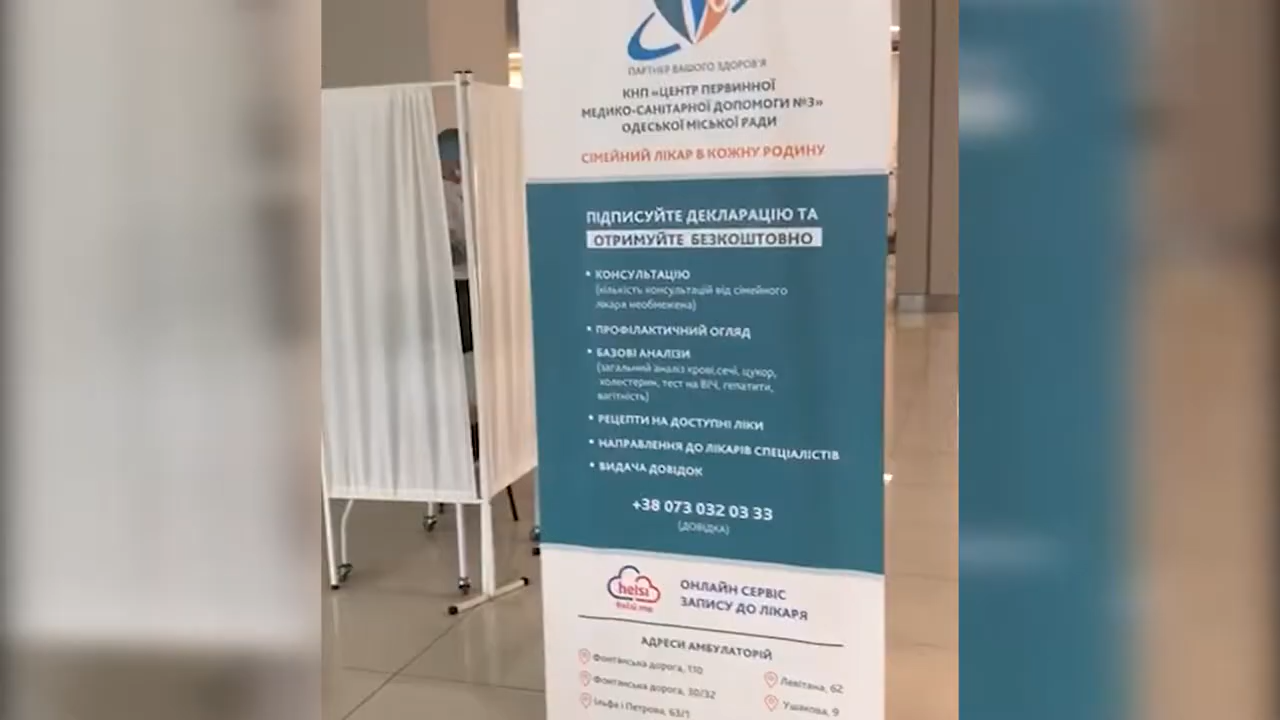 ПАРТНЕР ВАШОГО ЗДОРОВ'Я
КНП «ЦЕНТР ПЕРВИННОЇ
МЕДИКО-САНІТАРНОЇ ДОПОМОГИ №3»
ОДЕСЬКОЇ МІСЬКОЇ РАДИ
СІМЕЙНИЙ ЛІКАР В КОЖНУ РОДИНУ
ПІДПИСУЙТЕ ДЕКЛАРАЦІЮ ТА
ОТРИМУЙТЕ БЕЗКОШТОВНО
• КОНСУЛЬТАЦІЮ
(кількість консультацій від сімейного
лікаря необмежена)
• ПРОФІЛАКТИЧНИЙ ОГЛЯД
• БАЗОВІ АНАЛІЗИ
(загальний аналіз крові,сечі, цукор,
холестерин, тест на ВІЧ, гепатити,
вагітність)
• РЕЦЕПТИ НА ДОСТУПНІ ЛІКИ
• НАПРАВЛЕННЯ ДО ЛІКАРІВ СПЕЦІАЛІСТІВ
• ВИДАЧА ДОВІДОК
+38 073 032 03 33
(ДОВІДКА)
helsi
helsi.me
ОНЛАЙН СЕРВІС
ЗАПИСУ ДО ЛІКАРЯ
АДРЕСИ АМБУЛАТОРІЙ
Фонтанська дорога, 110
Фонтанська дорога, 30/32
Ільфа і Петрова, 63/1
Левітана, 62
Ушакова, 9